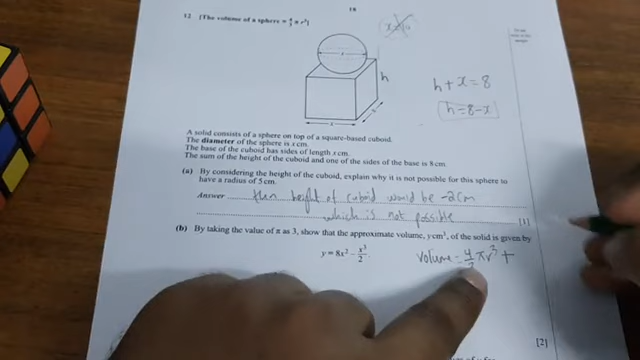 18
12 [The volume of a sphere = 4/3 π r³]
x
h
x
x
h + x = 8
h = 8 - x
A solid consists of a sphere on top of a square-based cuboid.
The diameter of the sphere is x cm.
The base of the cuboid has sides of length x cm.
The sum of the height of the cuboid and one of the sides of the base is 8 cm.
(a) By considering the height of the cuboid, explain why it is not possible for this sphere to
have a radius of 5 cm.
Answer then height of cuboid would be -2cm
which is not possible [1]
(b) By taking the value of π as 3, show that the approximate volume, y cm³, of the solid is given by
y = 8x² - x³/2.
volume = 4/3 πr³ +
[2]